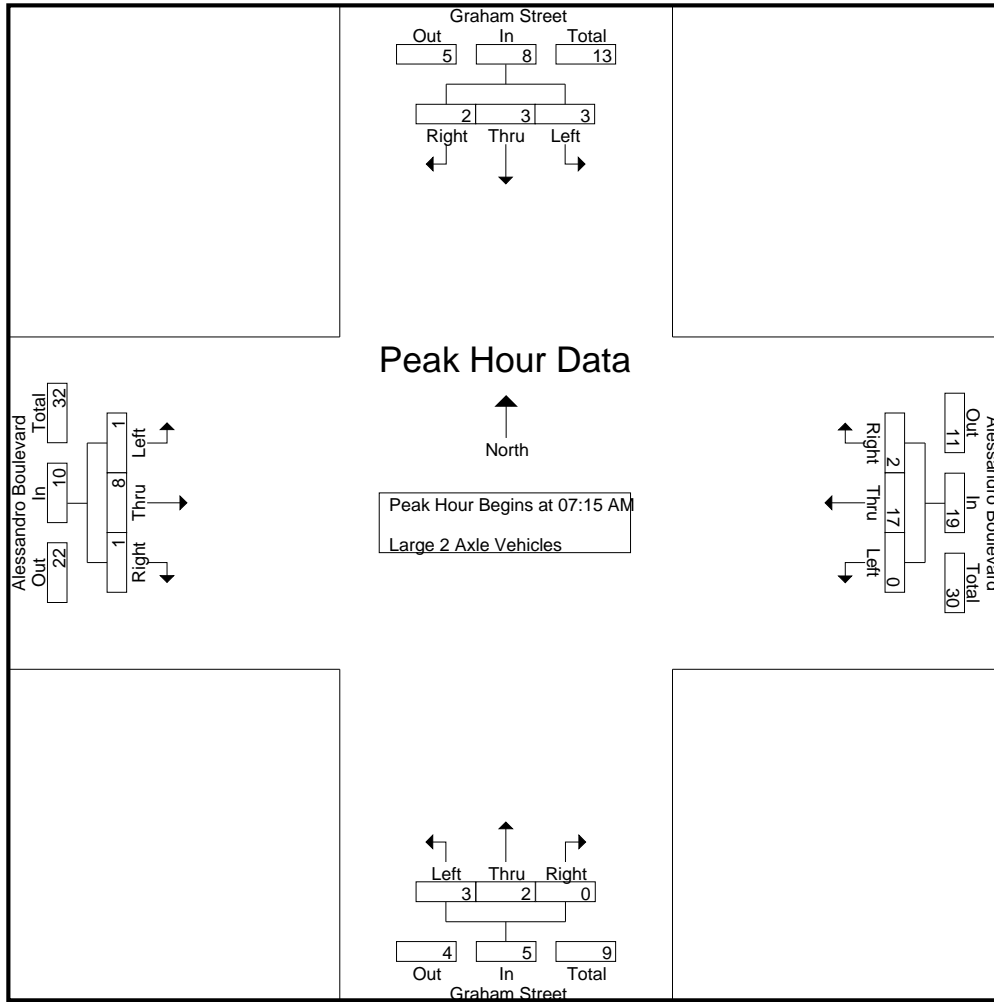 Graham Street
Out In Total
5 8 13
2 3 3
Right Thru Left
Peak Hour Data
North
Peak Hour Begins at 07:15 AM
Large 2 Axle Vehicles
Alessandro Boulevard
Out In Total
22 10 32
1 8 1
Left Thru Right
Alessandro Boulevard
Out In Total
11 19 30
2 17 0
Right Thru Left
Left Thru Right
3 2 0
4 5 9
Out In Total
Graham Street